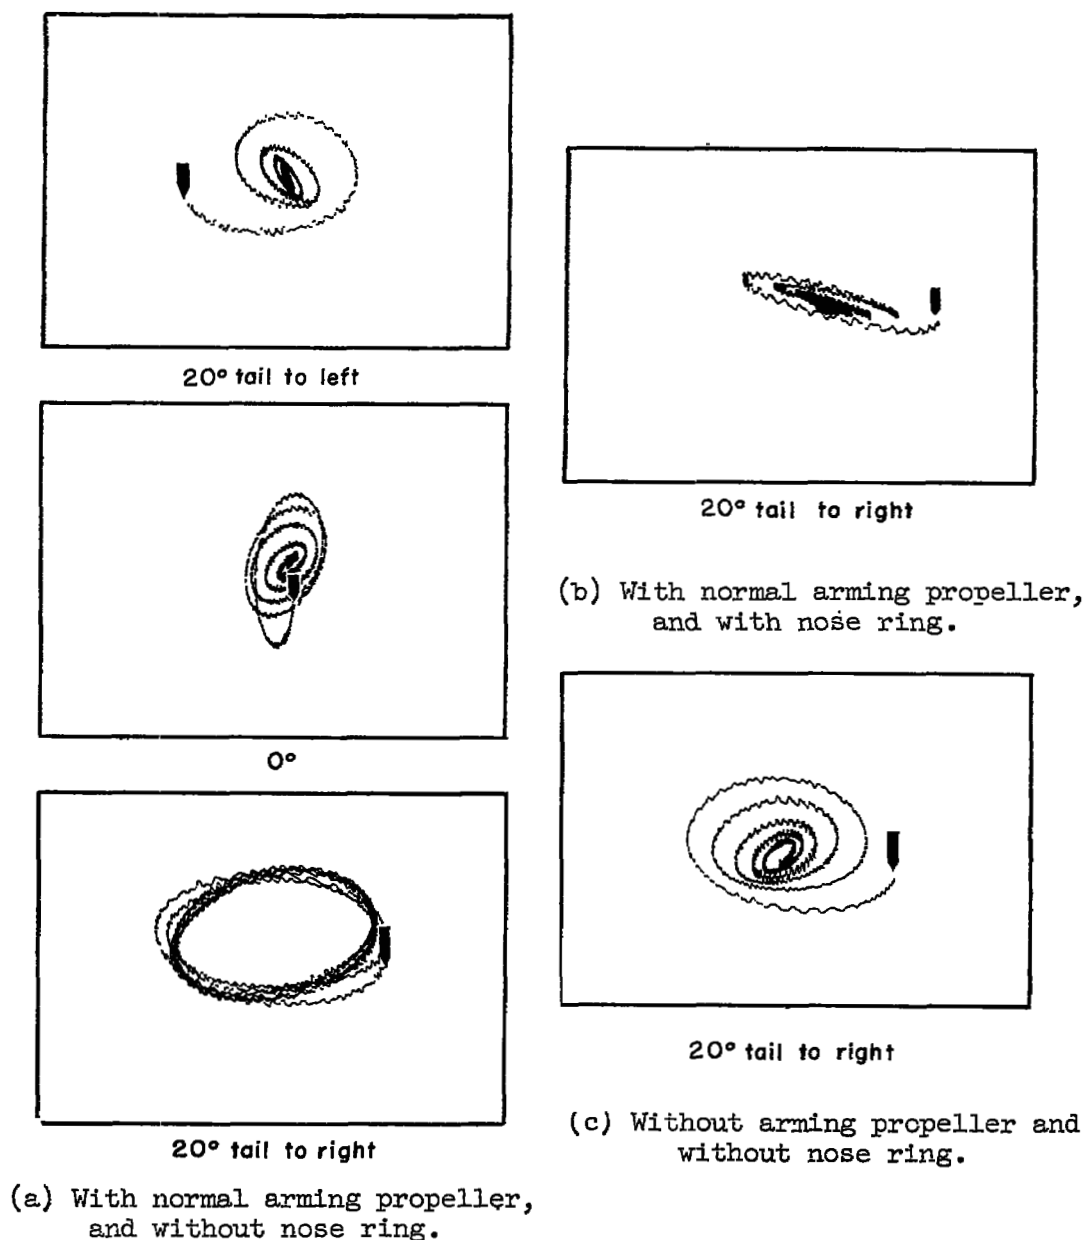 20° tail to left
0°
20° tail to right
(a) With normal arming propeller,
and without nose ring.
20° tail to right
(b) With normal arming propeller,
and with nose ring.
20° tail to right
(c) Without arming propeller and
without nose ring.